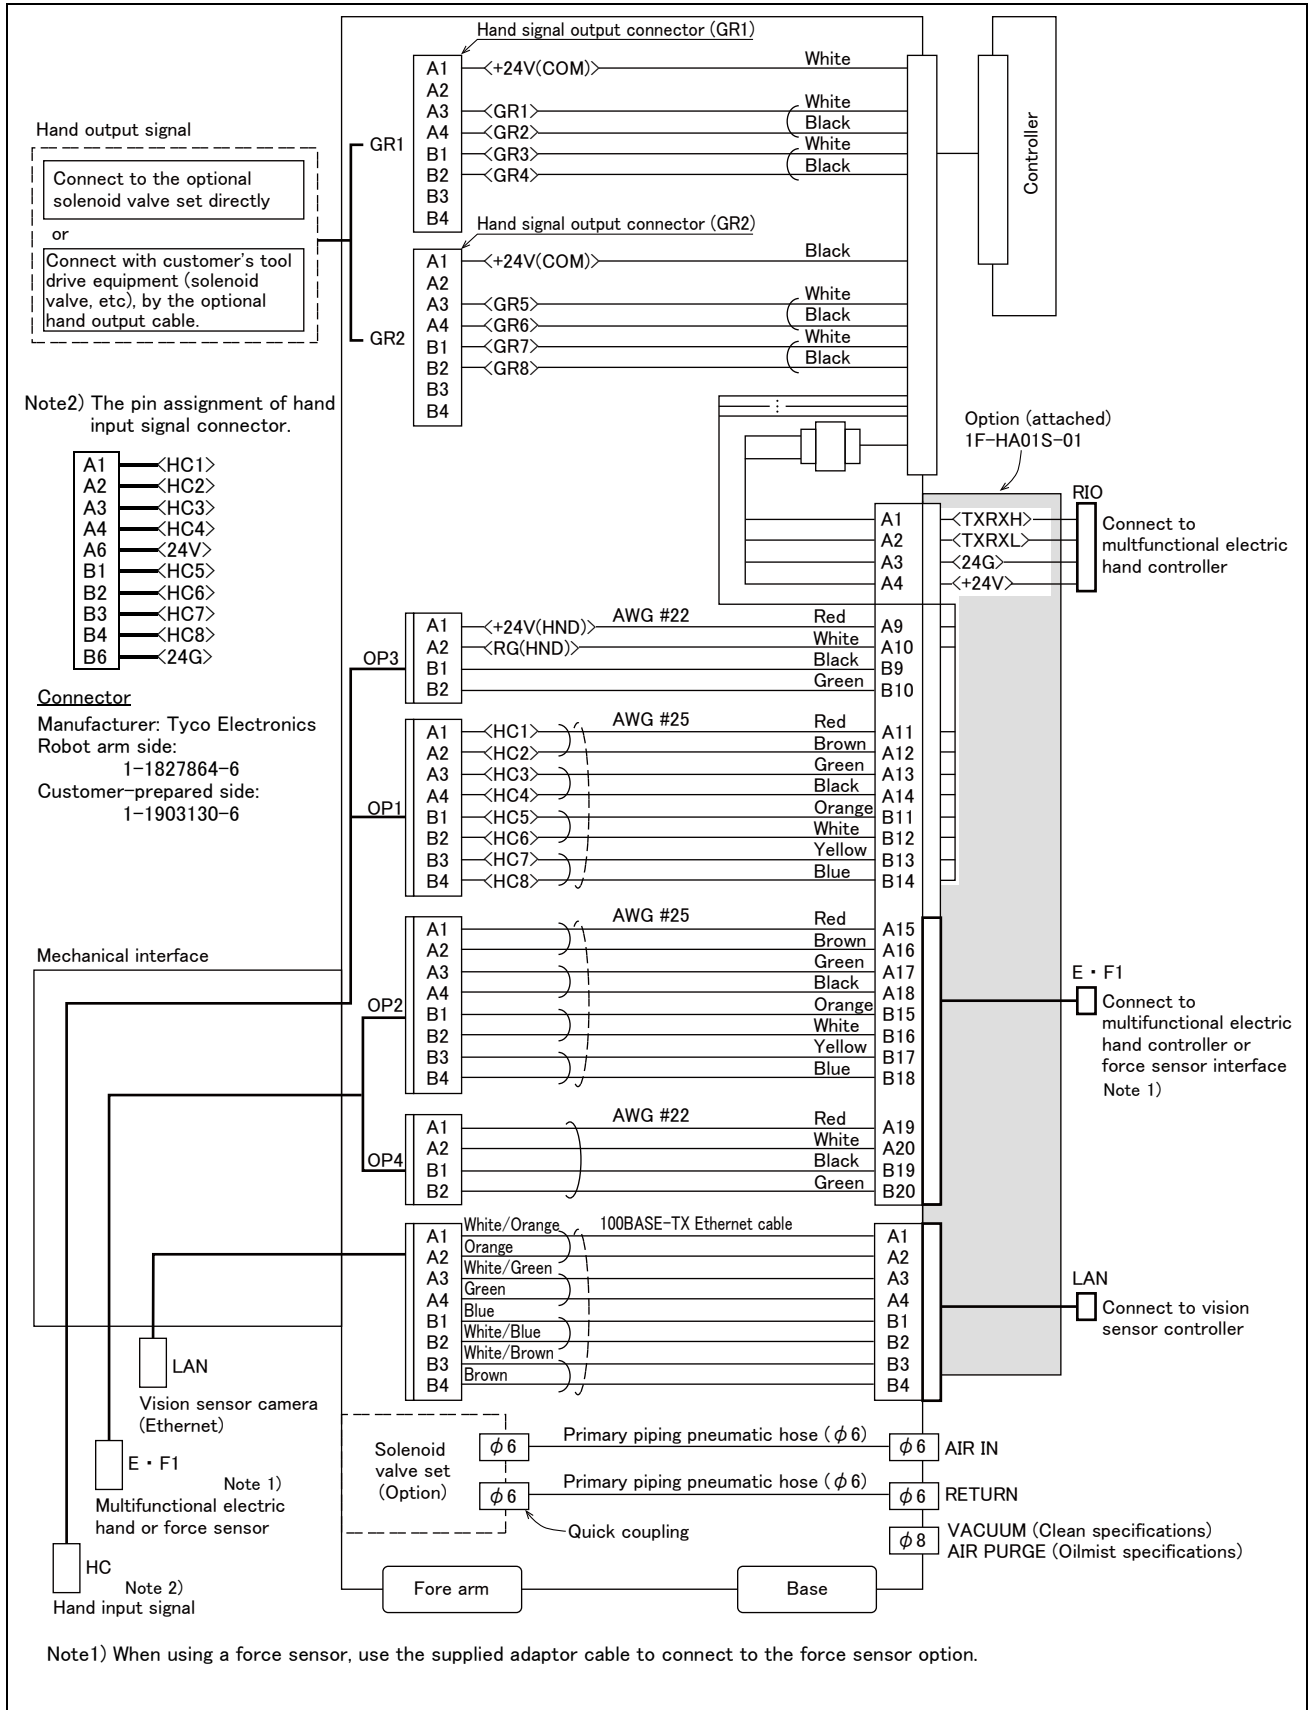 Hand signal output connector (GR1)
A1 <+24V(COM)> White
A2
A3 <GR1> White
A4 <GR2> Black
B1 <GR3> White
B2 <GR4> Black
B3
B4
Controller
Hand output signal
Connect to the optional
solenoid valve set directly
or
Connect with customer's tool
drive equipment (solenoid
valve, etc), by the optional
hand output cable.
GR1
GR2
Hand signal output connector (GR2)
A1 <+24V(COM)> Black
A2
A3 <GR5> White
A4 <GR6> Black
B1 <GR7> White
B2 <GR8> Black
B3
B4
Note2) The pin assignment of hand
input signal connector.
A1 <HC1>
A2 <HC2>
A3 <HC3>
A4 <HC4>
A6 <24V>
B1 <HC5>
B2 <HC6>
B3 <HC7>
B4 <HC8>
B6 <24G>
Connector
Manufacturer: Tyco Electronics
Robot arm side:
1-1827864-6
Customer-prepared side:
1-1903130-6
Option (attached)
1F-HA01S-01
RIO
A1 <TXRXH>
A2 <TXRXL>
A3 <24G>
A4 <+24V>
Connect to
multfunctional electric
hand controller
OP3
AWG #22
A1 <+24V(HND)> Red A9
A2 <RG(HND)> White A10
B1 Black B9
B2 Green B10
OP1
AWG #25
A1 <HC1> Red A11
A2 <HC2> Brown A12
A3 <HC3> Green A13
A4 <HC4> Black A14
B1 <HC5> Orange B11
B2 <HC6> White B12
B3 <HC7> Yellow B13
B4 <HC8> Blue B14
Mechanical interface
OP2
AWG #25
A1 Red A15
A2 Brown A16
A3 Green A17
A4 Black A18
B1 Orange B15
B2 White B16
B3 Yellow B17
B4 Blue B18
E・F1
Connect to
multifunctional electric
hand controller or
force sensor interface
Note 1)
OP4
AWG #22
A1 Red A19
A2 White A20
B1 Black B19
B2 Green B20
100BASE-TX Ethernet cable
A1 White/Orange A1
A2 Orange A2
A3 White/Green A3
A4 Green A4
B1 Blue B1
B2 White/Blue B2
B3 White/Brown B3
B4 Brown B4
LAN
Connect to vision
sensor controller
LAN
Vision sensor camera
(Ethernet)
E・F1
Note 1)
Multifunctional electric
hand or force sensor
HC
Note 2)
Hand input signal
Solenoid
valve set
(Option)
φ6 Primary piping pneumatic hose (φ6) φ6 AIR IN
φ6 Primary piping pneumatic hose (φ6) φ6 RETURN
Quick coupling
φ8 VACUUM (Clean specifications)
AIR PURGE (Oilmist specifications)
Fore arm
Base
Note1) When using a force sensor, use the supplied adaptor cable to connect to the force sensor option.